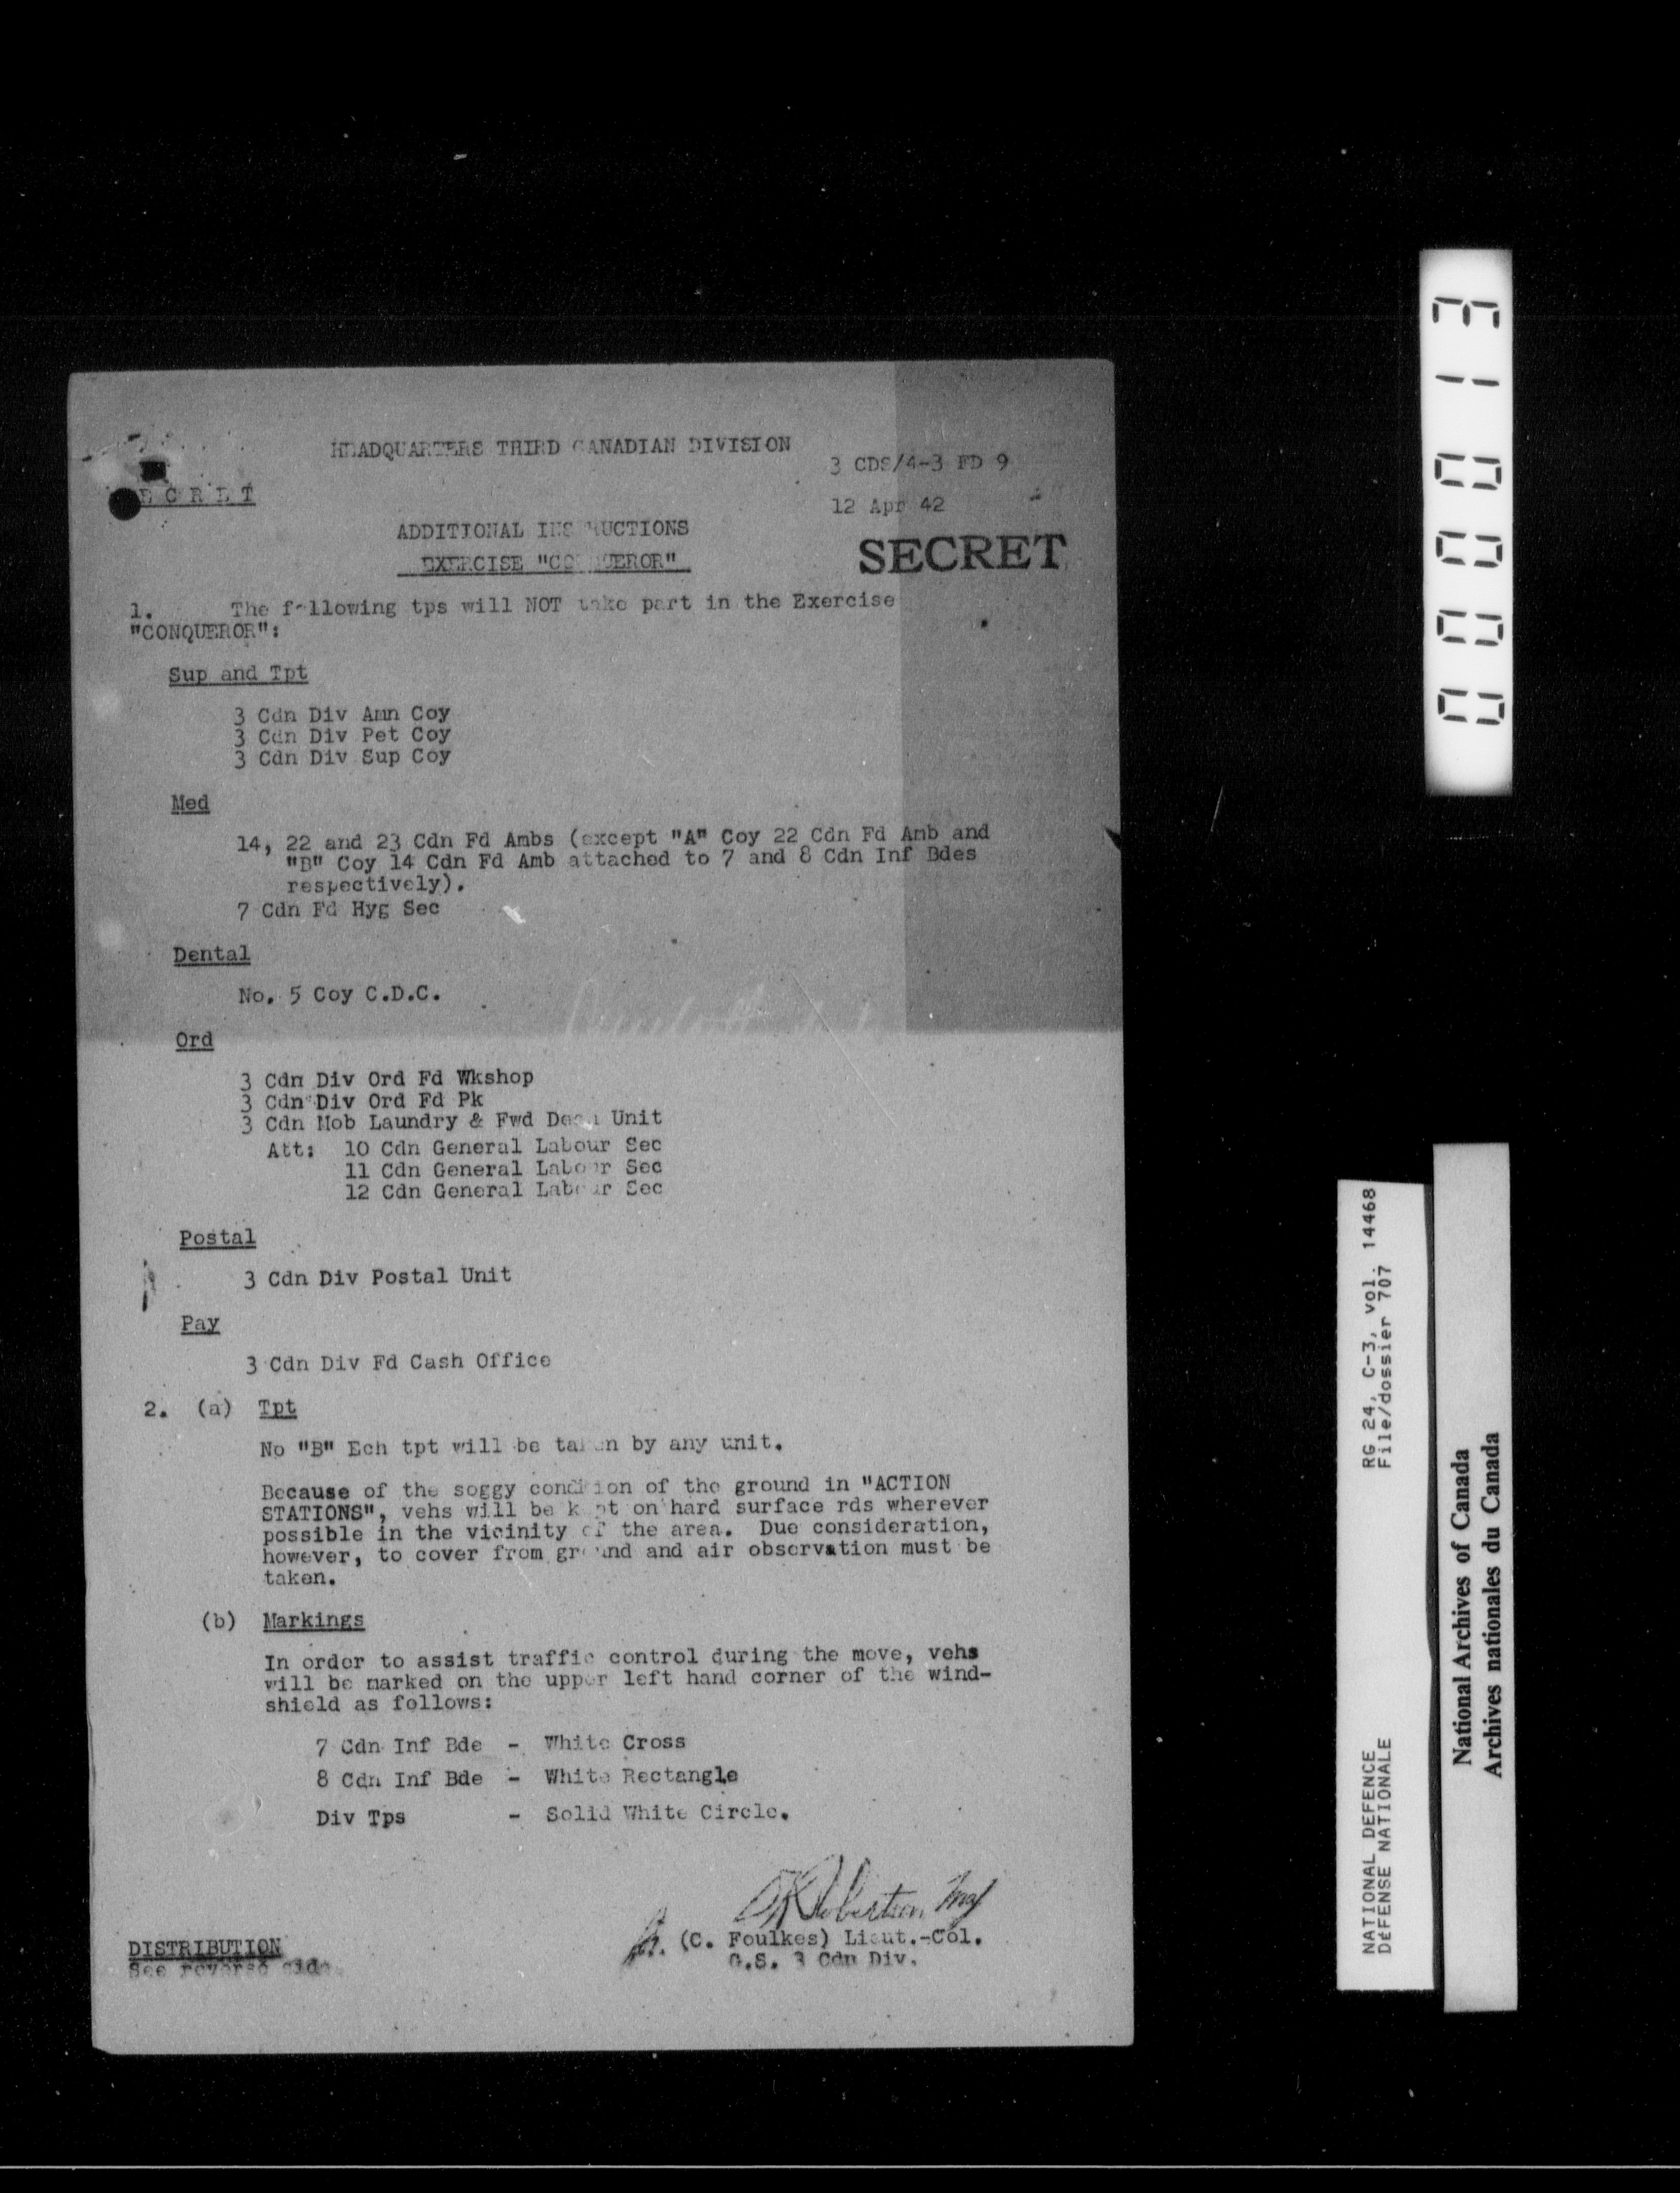 HEADQUARTERS THIRD CANADIAN DIVISION
3 CDS/4-3 FD 9
SECRET
12 Apr 42
ADDITIONAL INSTRUCTIONS
SECRET
EXERCISE "CONQUEROR"
1. The following tps will NOT take part in the Exercise
"CONQUEROR":
Sup and Tpt
3 Cdn Div Amn Coy
3 Cdn Div Pet Coy
3 Cdn Div Sup Coy
Med
14, 22 and 23 Cdn Fd Ambs (except "A" Coy 22 Cdn Fd Amb and
"B" Coy 14 Cdn Fd Amb attached to 7 and 8 Cdn Inf Bdes
respectively).
7 Cdn Fd Hyg Sec
Dental
No. 5 Coy C.D.C.
Ord
3 Cdn Div Ord Fd Wkshop
3 Cdn Div Ord Fd Pk
3 Cdn Mob Laundry & Fwd Unit
Att: 10 Cdn General Labour Sec
11 Cdn General Labour Sec
12 Cdn General Labour Sec
Postal
3 Cdn Div Postal Unit
Pay
3 Cdn Div Fd Cash Office
2. (a) Tpt
No "B" Ech tpt will be taken by any unit.
Because of the soggy condition of the ground in "ACTION
STATIONS", vehs will be kept on hard surface rds wherever
possible in the vicinity of the area. Due consideration,
however, to cover from ground and air observation must be
taken.
(b) Markings
In order to assist traffic control during the move, vehs
will be marked on the upper left hand corner of the wind-
shield as follows:
7 Cdn Inf Bde - White Cross
8 Cdn Inf Bde - White Rectangle
Div Tps - Solid White Circle.
Robertson Maj
(C. Foulkes) Lieut.-Col.
G.S. 3 Cdn Div.
DISTRIBUTION
See reverse side.
000013
RG 24, C-3, vol. 14468
File/dossier 707
NATIONAL DEFENCE
DÉFENSE NATIONALE
National Archives of Canada
Archives nationales du Canada